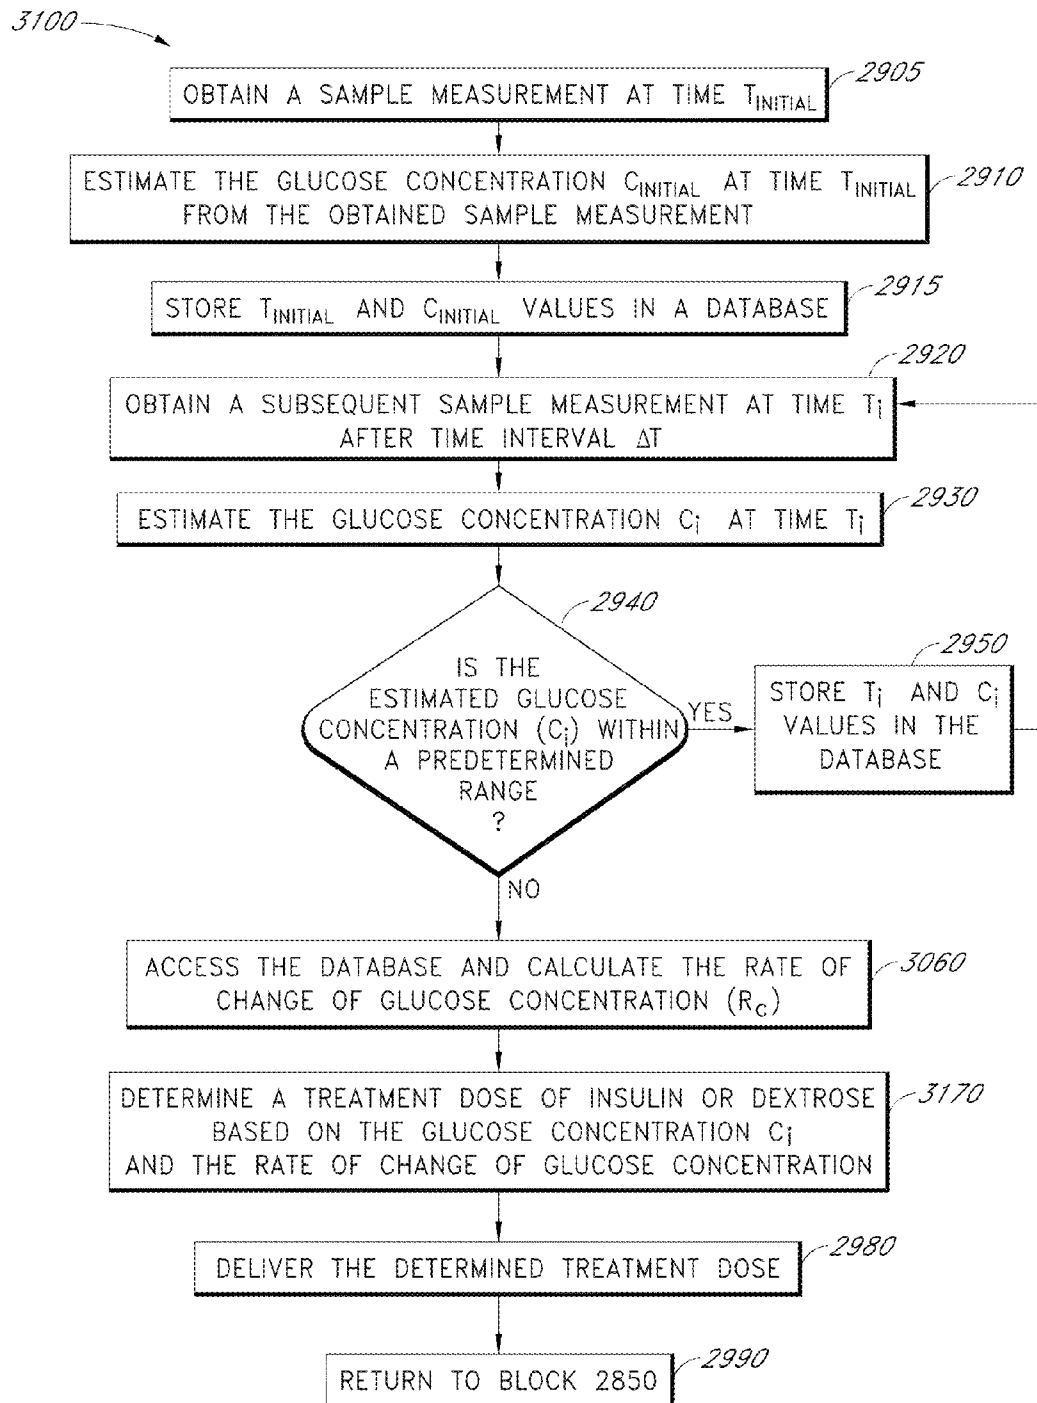 3100
OBTAIN A SAMPLE MEASUREMENT AT TIME TINITIAL
2905
ESTIMATE THE GLUCOSE CONCENTRATION CINITIAL AT TIME TINITIAL
FROM THE OBTAINED SAMPLE MEASUREMENT
2910
STORE TINITIAL AND CINITIAL VALUES IN A DATABASE
2915
OBTAIN A SUBSEQUENT SAMPLE MEASUREMENT AT TIME Ti
AFTER TIME INTERVAL ΔT
2920
ESTIMATE THE GLUCOSE CONCENTRATION Ci AT TIME Ti
2930
IS THE
ESTIMATED GLUCOSE
CONCENTRATION (Ci) WITHIN
A PREDETERMINED
RANGE
?
2940
YES
STORE Ti AND Ci
VALUES IN THE
DATABASE
2950
NO
ACCESS THE DATABASE AND CALCULATE THE RATE OF
CHANGE OF GLUCOSE CONCENTRATION (RC)
3060
DETERMINE A TREATMENT DOSE OF INSULIN OR DEXTROSE
BASED ON THE GLUCOSE CONCENTRATION Ci
AND THE RATE OF CHANGE OF GLUCOSE CONCENTRATION
3170
DELIVER THE DETERMINED TREATMENT DOSE
2980
RETURN TO BLOCK 2850
2990